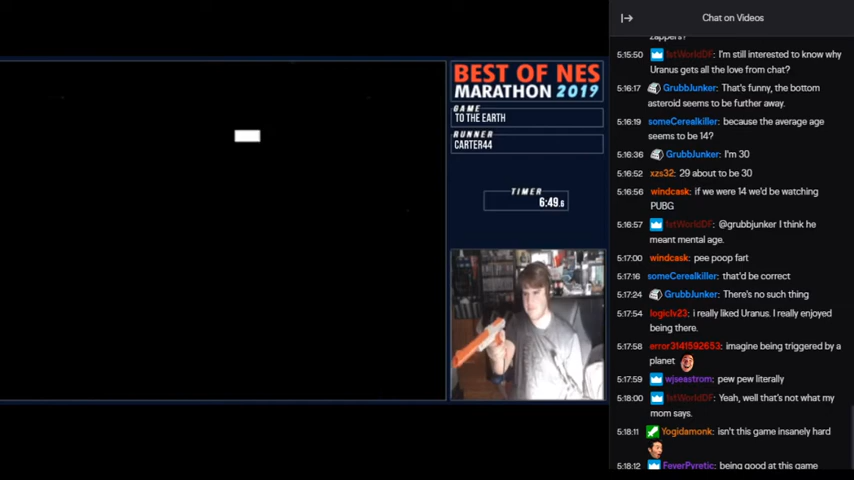 BEST OF NES
MARATHON 2019
GAME
TO THE EARTH
RUNNER
CARTER44
TIMER
6:49.6
Chat on Videos
zappers?
5:15:50 1stWorldDF: I'm still interested to know why
Uranus gets all the love from chat?
5:16:17 GrubbJunker: That's funny, the bottom
asteroid seems to be further away.
5:16:19 someCerealkiller: because the average age
seems to be 14?
5:16:36 GrubbJunker: I'm 30
5:16:52 xzs32: 29 about to be 30
5:16:56 windcask: if we were 14 we'd be watching
PUBG
5:16:57 1stWorldDF: @grubbjunker I think he
meant mental age.
5:17:00 windcask: pee poop fart
5:17:16 someCerealkiller: that'd be correct
5:17:24 GrubbJunker: There's no such thing
5:17:54 logiclv23: i really liked Uranus. I really enjoyed
being there.
5:17:58 error3141592653: imagine being triggered by a
planet
5:17:59 wjseastrom: pew pew literally
5:18:00 1stWorldDF: Yeah, well that's not what my
mom says.
5:18:11 Yogidamonk: isn't this game insanely hard
5:18:12 FeverPyretic: being good at this game